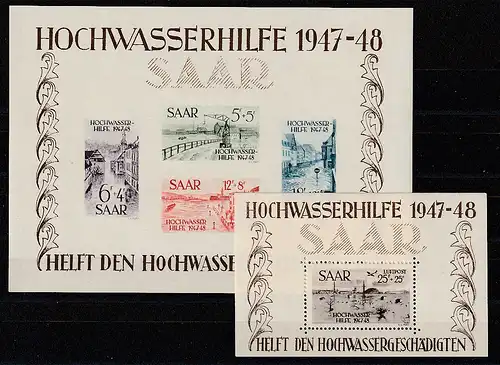 HOCHWASSERHILFE 1947-48
SAAR
HOCHWASSER-
HILFE 1947/48
6+4
SAAR
SAAR 5+5
HOCHWASSER-
HILFE 1947/48
SAAR 12+8
HOCHWASSER-
HILFE 1947/48
HOCHWASSER-
HILFE 1947/48
18
HELFT DEN HOCHWASSER
HOCHWASSERHILFE 1947-48
SAAR
SAAR LUFTPOST
25+25
HOCHWASSER-
HILFE 1947/48
HELFT DEN HOCHWASSERGESCHÄDIGTEN